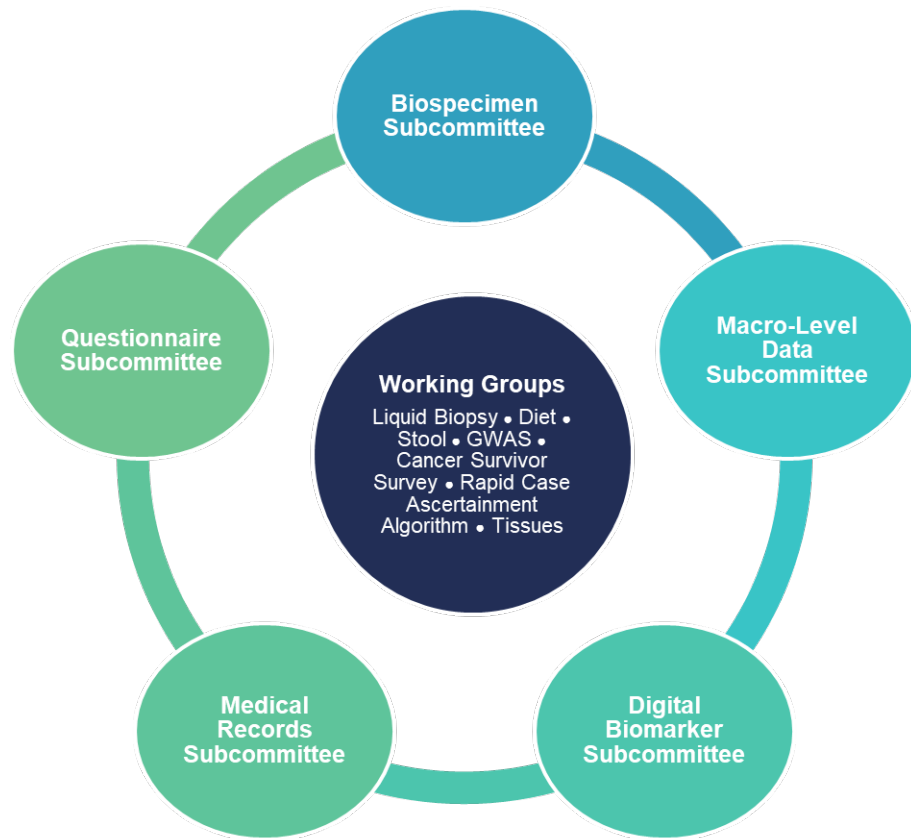 Biospecimen
Subcommittee
Questionnaire
Subcommittee
Macro-Level
Data
Subcommittee
Working Groups
Liquid Biopsy • Diet •
Stool • GWAS •
Cancer Survivor
Survey • Rapid Case
Ascertainment
Algorithm • Tissues
Medical
Records
Subcommittee
Digital
Biomarker
Subcommittee